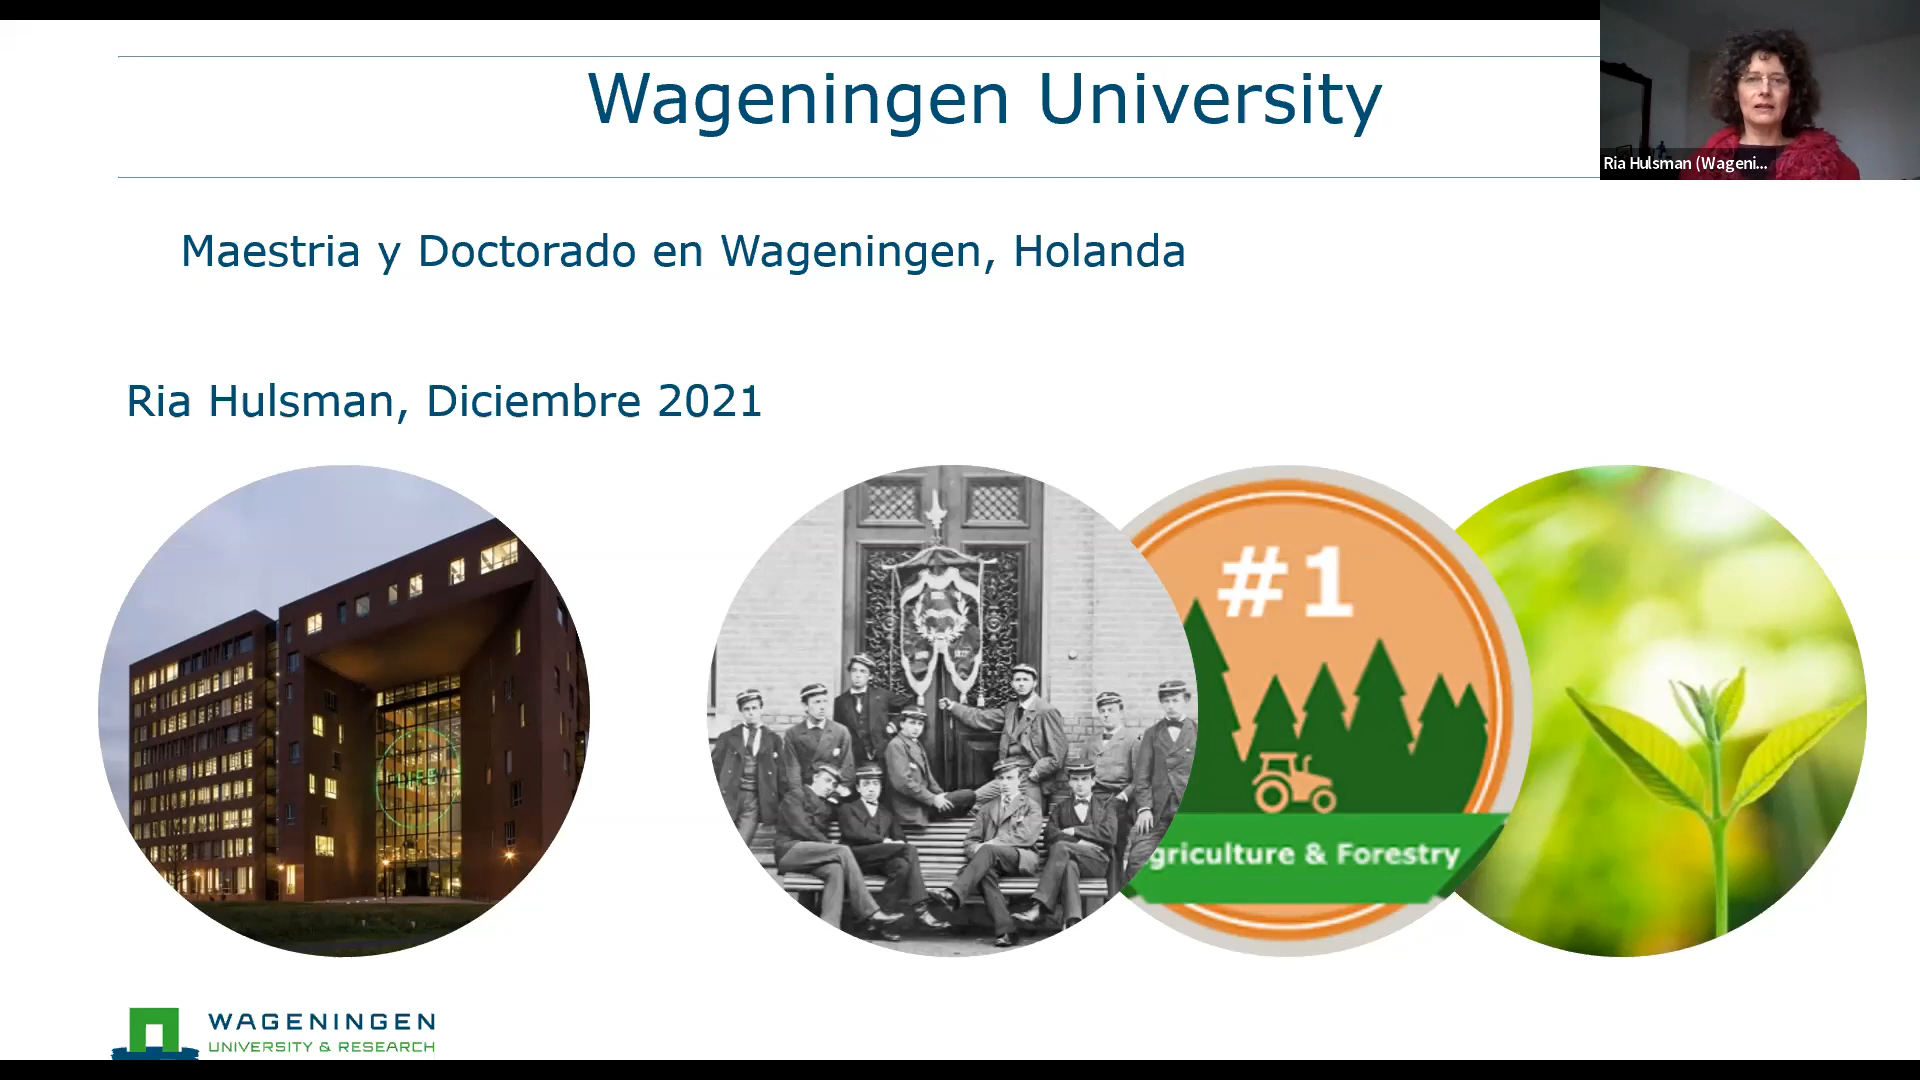 Wageningen University
Ria Hulsman (Wageni...
Maestria y Doctorado en Wageningen, Holanda
Ria Hulsman, Diciembre 2021
#1
griculture & Forestry
WAGENINGEN
UNIVERSITY & RESEARCH